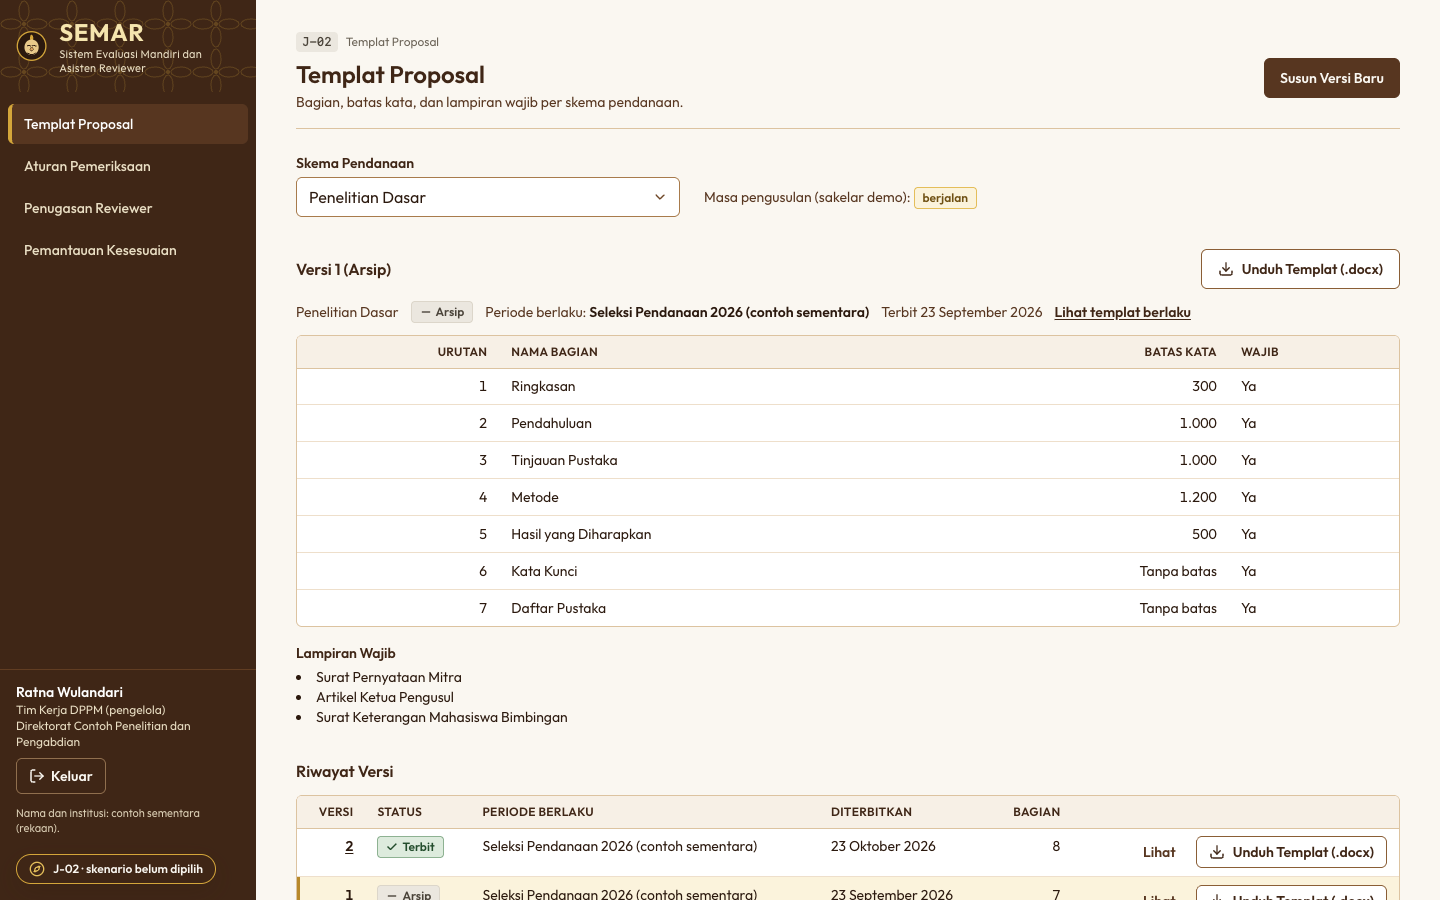 SEMAR
Sistem Evaluasi Mandiri dan
Asisten Reviewer
Templat Proposal
Aturan Pemeriksaan
Penugasan Reviewer
Pemantauan Kesesuaian
Ratna Wulandari
Tim Kerja DPPM (pengelola)
Direktorat Contoh Penelitian dan
Pengabdian
Keluar
Nama dan institusi: contoh sementara
(rekaan).
J-02 · skenario belum dipilih
J-02 Templat Proposal
Templat Proposal
Bagian, batas kata, dan lampiran wajib per skema pendanaan.
Susun Versi Baru
Skema Pendanaan
Penelitian Dasar
Masa pengusulan (sakelar demo): berjalan
Versi 1 (Arsip)
Unduh Templat (.docx)
Penelitian Dasar — Arsip Periode berlaku: Seleksi Pendanaan 2026 (contoh sementara) Terbit 23 September 2026 Lihat templat berlaku
URUTAN NAMA BAGIAN BATAS KATA WAJIB
1 Ringkasan 300 Ya
2 Pendahuluan 1.000 Ya
3 Tinjauan Pustaka 1.000 Ya
4 Metode 1.200 Ya
5 Hasil yang Diharapkan 500 Ya
6 Kata Kunci Tanpa batas Ya
7 Daftar Pustaka Tanpa batas Ya
Lampiran Wajib
• Surat Pernyataan Mitra
• Artikel Ketua Pengusul
• Surat Keterangan Mahasiswa Bimbingan
Riwayat Versi
VERSI STATUS PERIODE BERLAKU DITERBITKAN BAGIAN
2 Terbit Seleksi Pendanaan 2026 (contoh sementara) 23 Oktober 2026 8 Lihat Unduh Templat (.docx)
1 — Arsip Seleksi Pendanaan 2026 (contoh sementara) 23 September 2026 7 Lihat Unduh Templat (.docx)